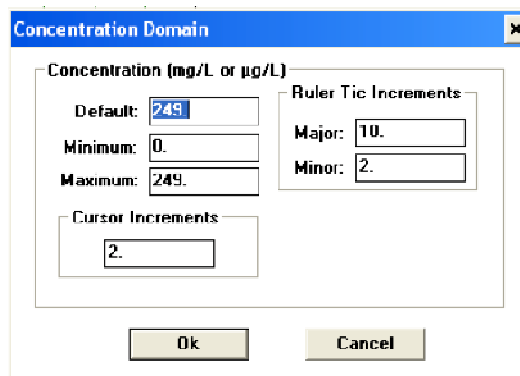 Concentration Domain
Concentration (mg/L or µg/L)
Default: 249.
Minimum: 0.
Maximum: 249.
Ruler Tic Increments
Major: 10.
Minor: 2.
Cursor Increments
2.
Ok
Cancel